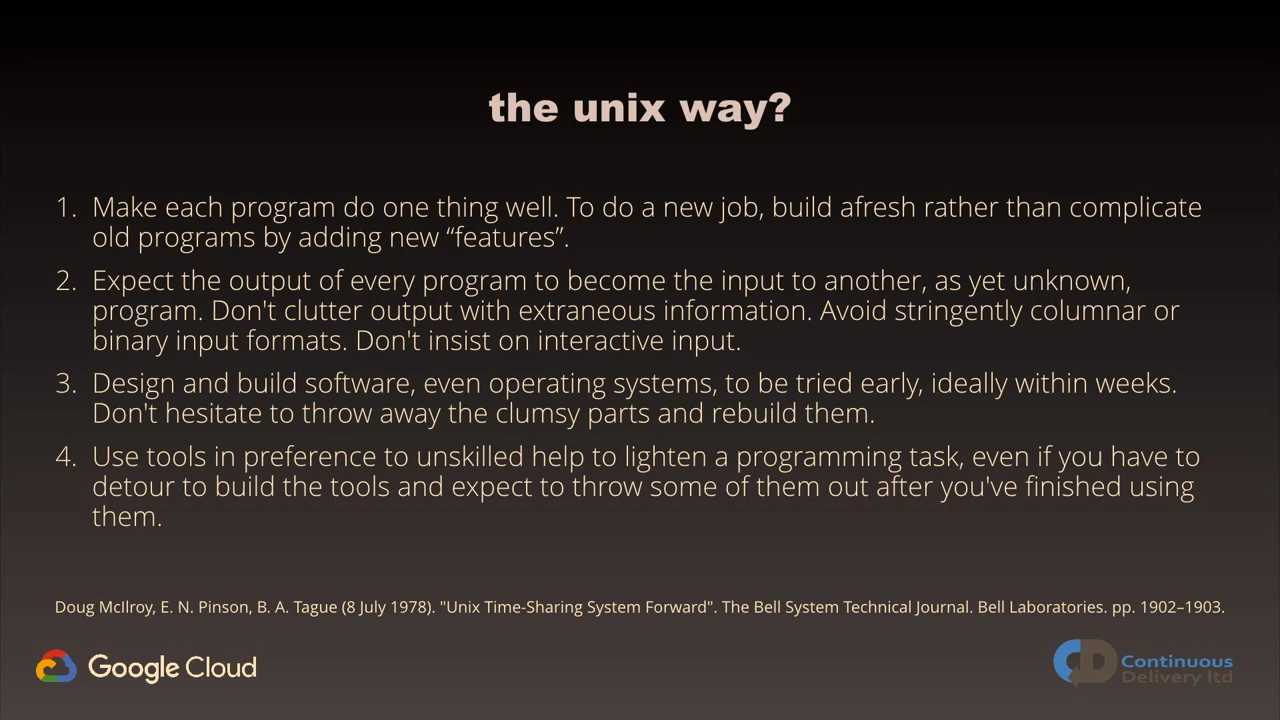 the unix way?
1. Make each program do one thing well. To do a new job, build afresh rather than complicate
old programs by adding new “features”.
2. Expect the output of every program to become the input to another, as yet unknown,
program. Don't clutter output with extraneous information. Avoid stringently columnar or
binary input formats. Don't insist on interactive input.
3. Design and build software, even operating systems, to be tried early, ideally within weeks.
Don't hesitate to throw away the clumsy parts and rebuild them.
4. Use tools in preference to unskilled help to lighten a programming task, even if you have to
detour to build the tools and expect to throw some of them out after you've finished using
them.
Doug McIlroy, E. N. Pinson, B. A. Tague (8 July 1978). "Unix Time-Sharing System Forward". The Bell System Technical Journal. Bell Laboratories. pp. 1902–1903.
Google Cloud
CD
Continuous
Delivery ltd